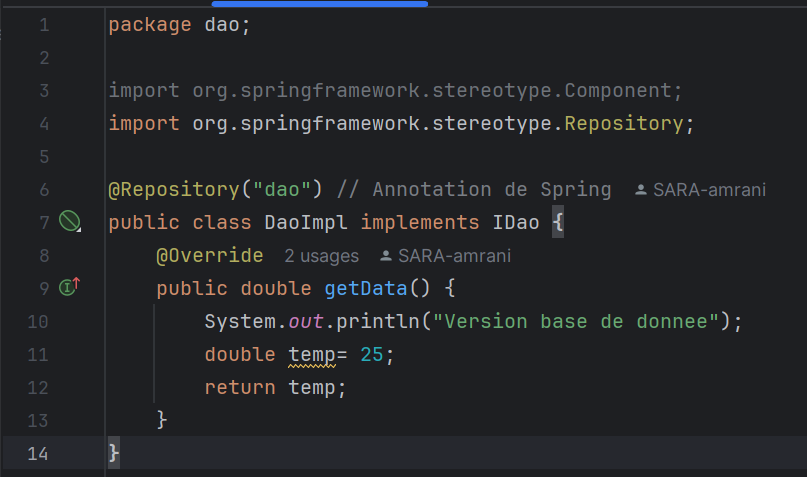 1 package dao;
2
3 import org.springframework.stereotype.Component;
4 import org.springframework.stereotype.Repository;
5
6 @Repository("dao") // Annotation de Spring SARA-amrani
7 public class DaoImpl implements IDao {
8 @Override 2 usages SARA-amrani
9 public double getData() {
10 System.out.println("Version base de donnee");
11 double temp= 25;
12 return temp;
13 }
14 }